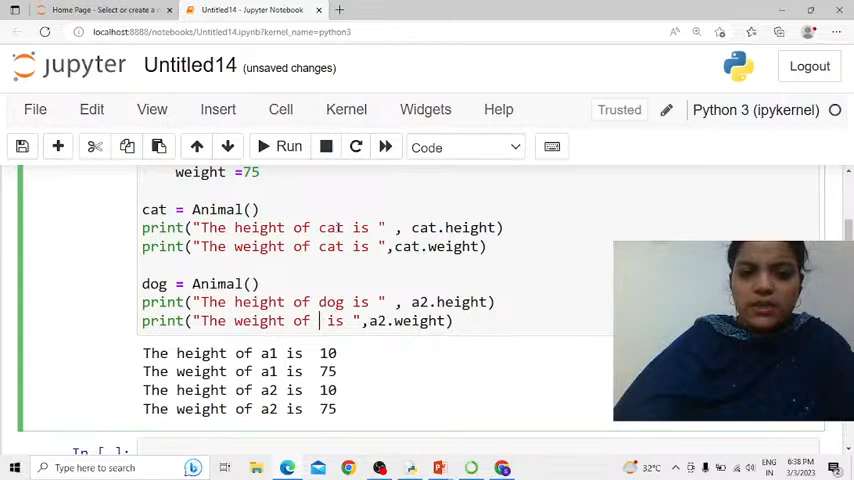 Home Page - Select or create a n
Untitled14 - Jupyter Notebook
localhost:8888/notebooks/Untitled14.ipynb?kernel_name=python3
jupyter Untitled14 (unsaved changes)
Logout
File Edit View Insert Cell Kernel Widgets Help
Trusted
Python 3 (ipykernel)
Run
Code
weight =75
cat = Animal()
print("The height of cat is " , cat.height)
print("The weight of cat is ",cat.weight)
dog = Animal()
print("The height of dog is " , a2.height)
print("The weight of  is ",a2.weight)
The height of a1 is  10
The weight of a1 is  75
The height of a2 is  10
The weight of a2 is  75
In [ ]:
Type here to search
32°C
ENG
IN
6:38 PM
3/3/2023